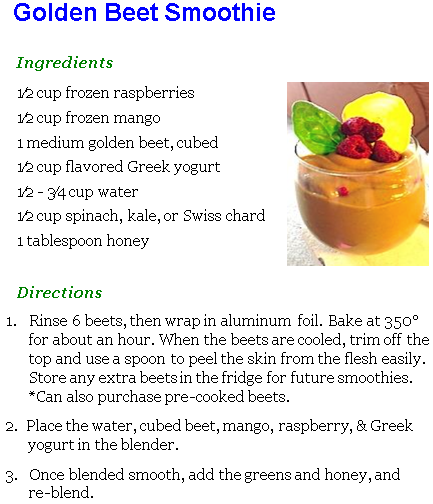 Golden Beet Smoothie
Ingredients
1/2 cup frozen raspberries
1/2 cup frozen mango
1 medium golden beet, cubed
1/2 cup flavored Greek yogurt
1/2 - 3/4 cup water
1/2 cup spinach, kale, or Swiss chard
1 tablespoon honey
Directions
1. Rinse 6 beets, then wrap in aluminum foil. Bake at 350°
for about an hour. When the beets are cooled, trim off the
top and use a spoon to peel the skin from the flesh easily.
Store any extra beets in the fridge for future smoothies.
*Can also purchase pre-cooked beets.
2. Place the water, cubed beet, mango, raspberry, & Greek
yogurt in the blender.
3. Once blended smooth, add the greens and honey, and
re-blend.